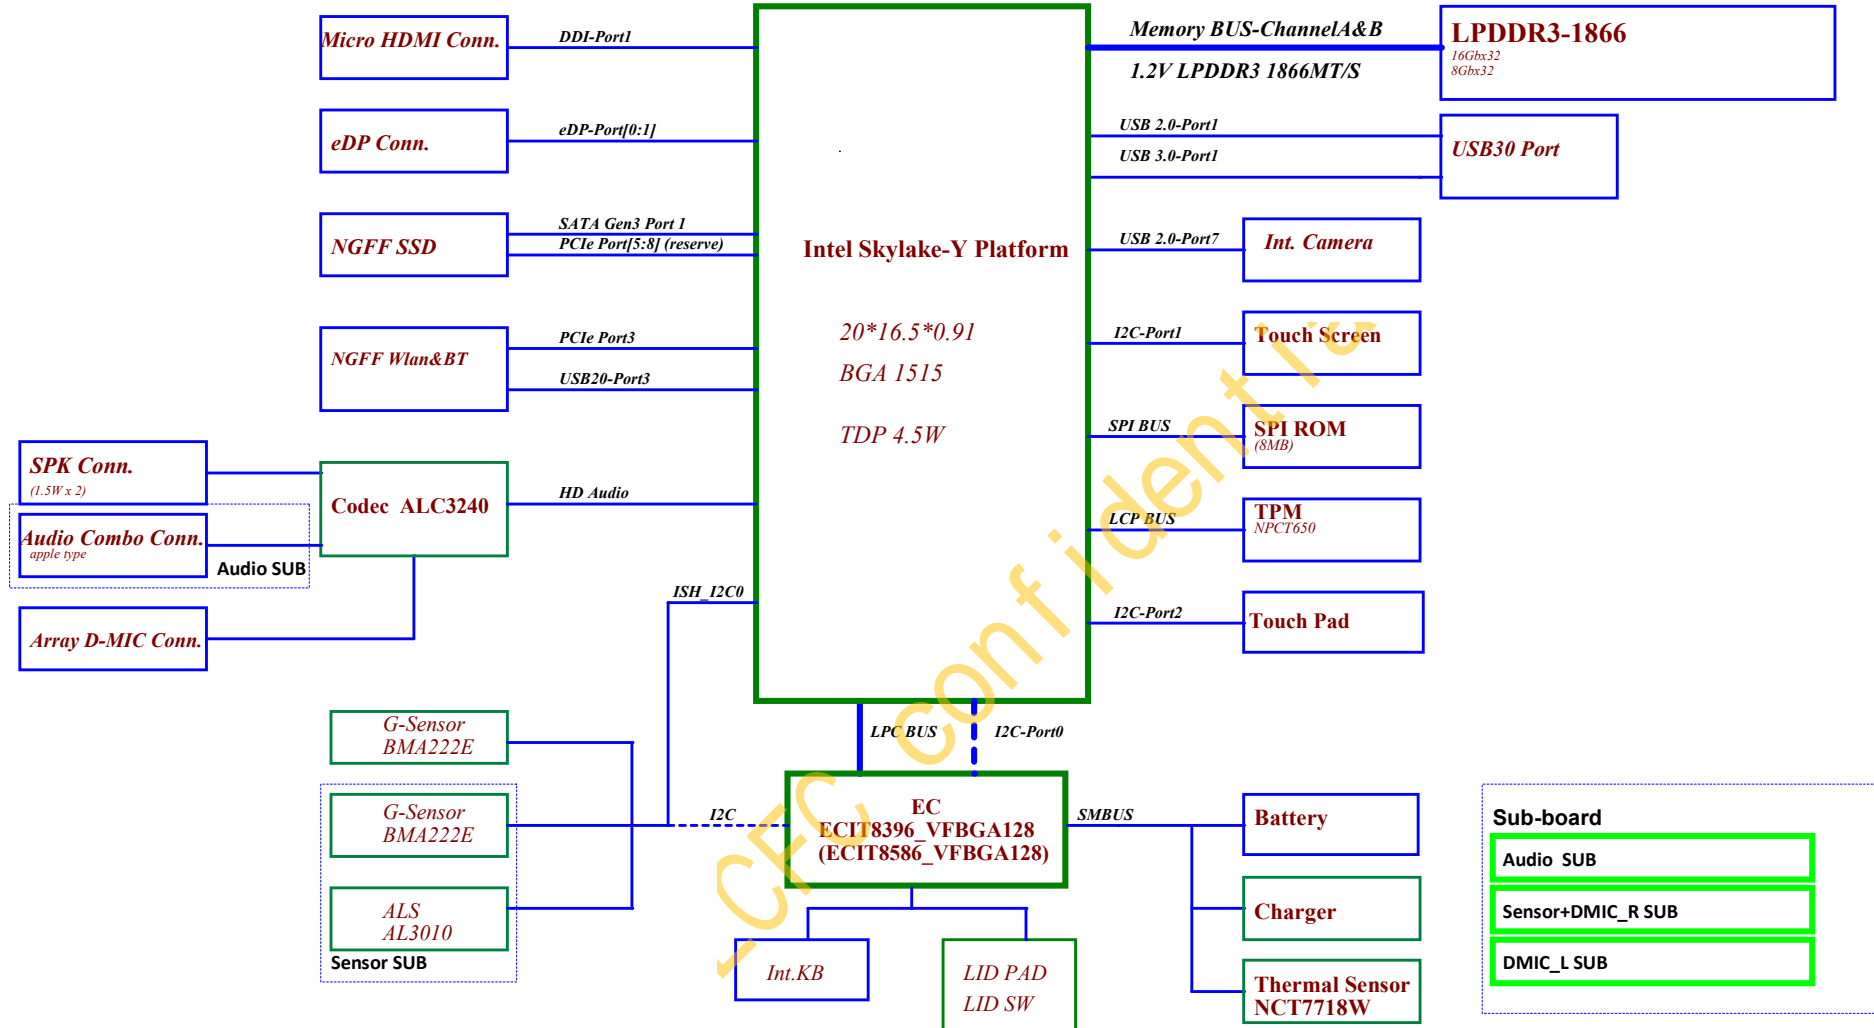 Micro HDMI Conn.
DDI-Port1
Memory BUS-ChannelA&B
1.2V LPDDR3 1866MT/S
LPDDR3-1866
16Gbx32
8Gbx32
eDP Conn.
eDP-Port[0:1]
USB 2.0-Port1
USB 3.0-Port1
USB30 Port
NGFF SSD
SATA Gen3 Port 1
PCIe Port[5:8] (reserve)
Intel Skylake-Y Platform
20*16.5*0.91
BGA 1515
TDP 4.5W
USB 2.0-Port7
Int. Camera
NGFF Wlan&BT
PCIe Port3
USB20-Port3
I2C-Port1
Touch Screen
SPI BUS
SPI ROM
(8MB)
SPK Conn.
(1.5W x 2)
Audio Combo Conn.
apple type
Audio SUB
Codec ALC3240
HD Audio
LCP BUS
TPM
NPCT650
Array D-MIC Conn.
ISH_I2C0
I2C-Port2
Touch Pad
G-Sensor
BMA222E
LPC BUS
I2C-Port0
G-Sensor
BMA222E
I2C
EC
ECIT8396_VFBGA128
(ECIT8586_VFBGA128)
SMBUS
Battery
ALS
AL3010
Sensor SUB
Charger
Int.KB
LID PAD
LID SW
Thermal Sensor
NCT7718W
Sub-board
Audio SUB
Sensor+DMIC_R SUB
DMIC_L SUB
LCFC confidential